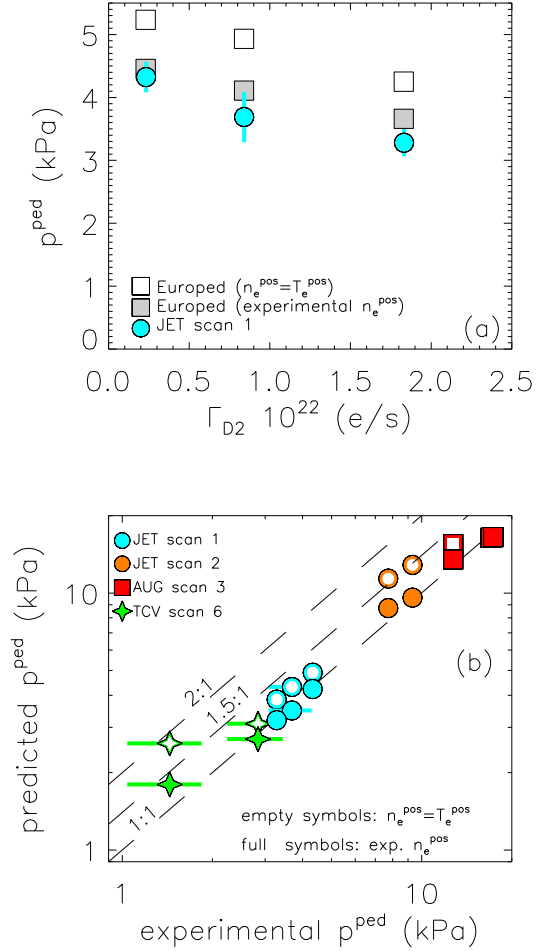 5
4
3
2
1
0
p^ped (kPa)
Europed (n_e^pos=T_e^pos)
Europed (experimental n_e^pos)
JET scan 1
(a)
0.0 0.5 1.0 1.5 2.0 2.5
Γ_D2 10^22 (e/s)
JET scan 1
JET scan 2
AUG scan 3
TCV scan 6
10
1
predicted p^ped (kPa)
(b)
2:1
1.5:1
1:1
empty symbols: n_e^pos=T_e^pos
full symbols: exp. n_e^pos
1 10
experimental p^ped (kPa)